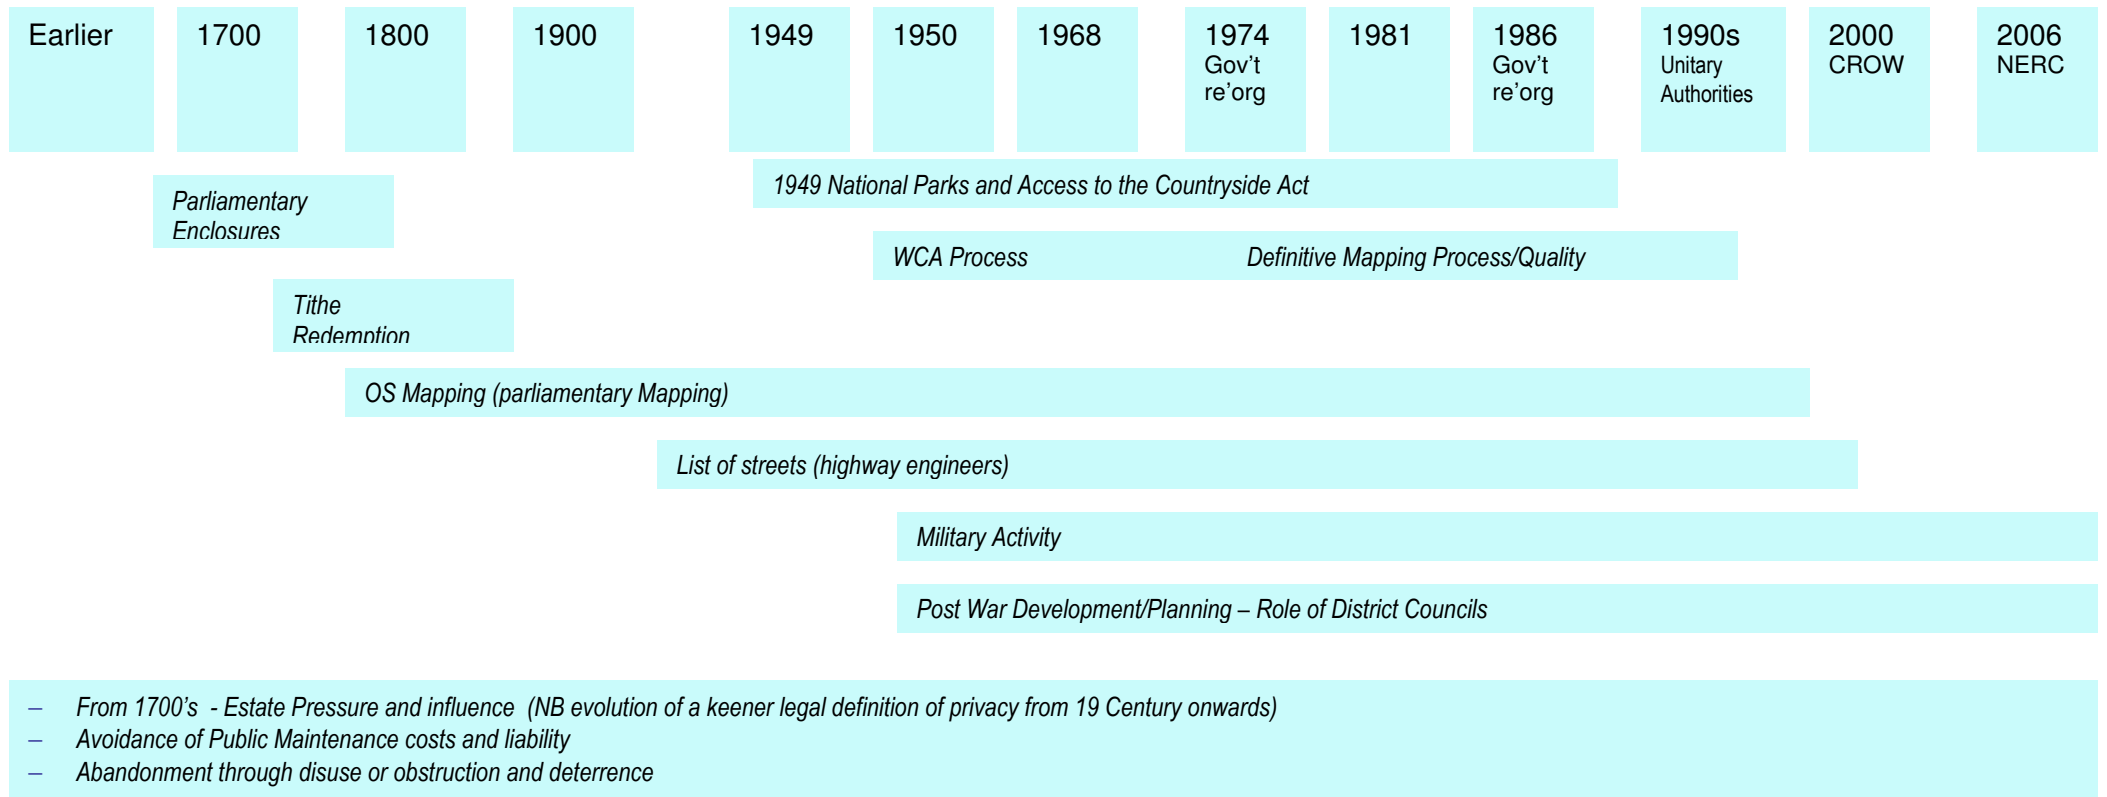 Earlier
1700
1800
1900
1949
1950
1968
1974
Gov't
re'org
1981
1986
Gov't
re'org
1990s
Unitary
Authorities
2000
CROW
2006
NERC
1949 National Parks and Access to the Countryside Act
Parliamentary
Enclosures
WCA Process
Definitive Mapping Process/Quality
Tithe
Redemption
OS Mapping (parliamentary Mapping)
List of streets (highway engineers)
Military Activity
Post War Development/Planning – Role of District Councils
– From 1700's - Estate Pressure and influence (NB evolution of a keener legal definition of privacy from 19 Century onwards)
– Avoidance of Public Maintenance costs and liability
– Abandonment through disuse or obstruction and deterrence